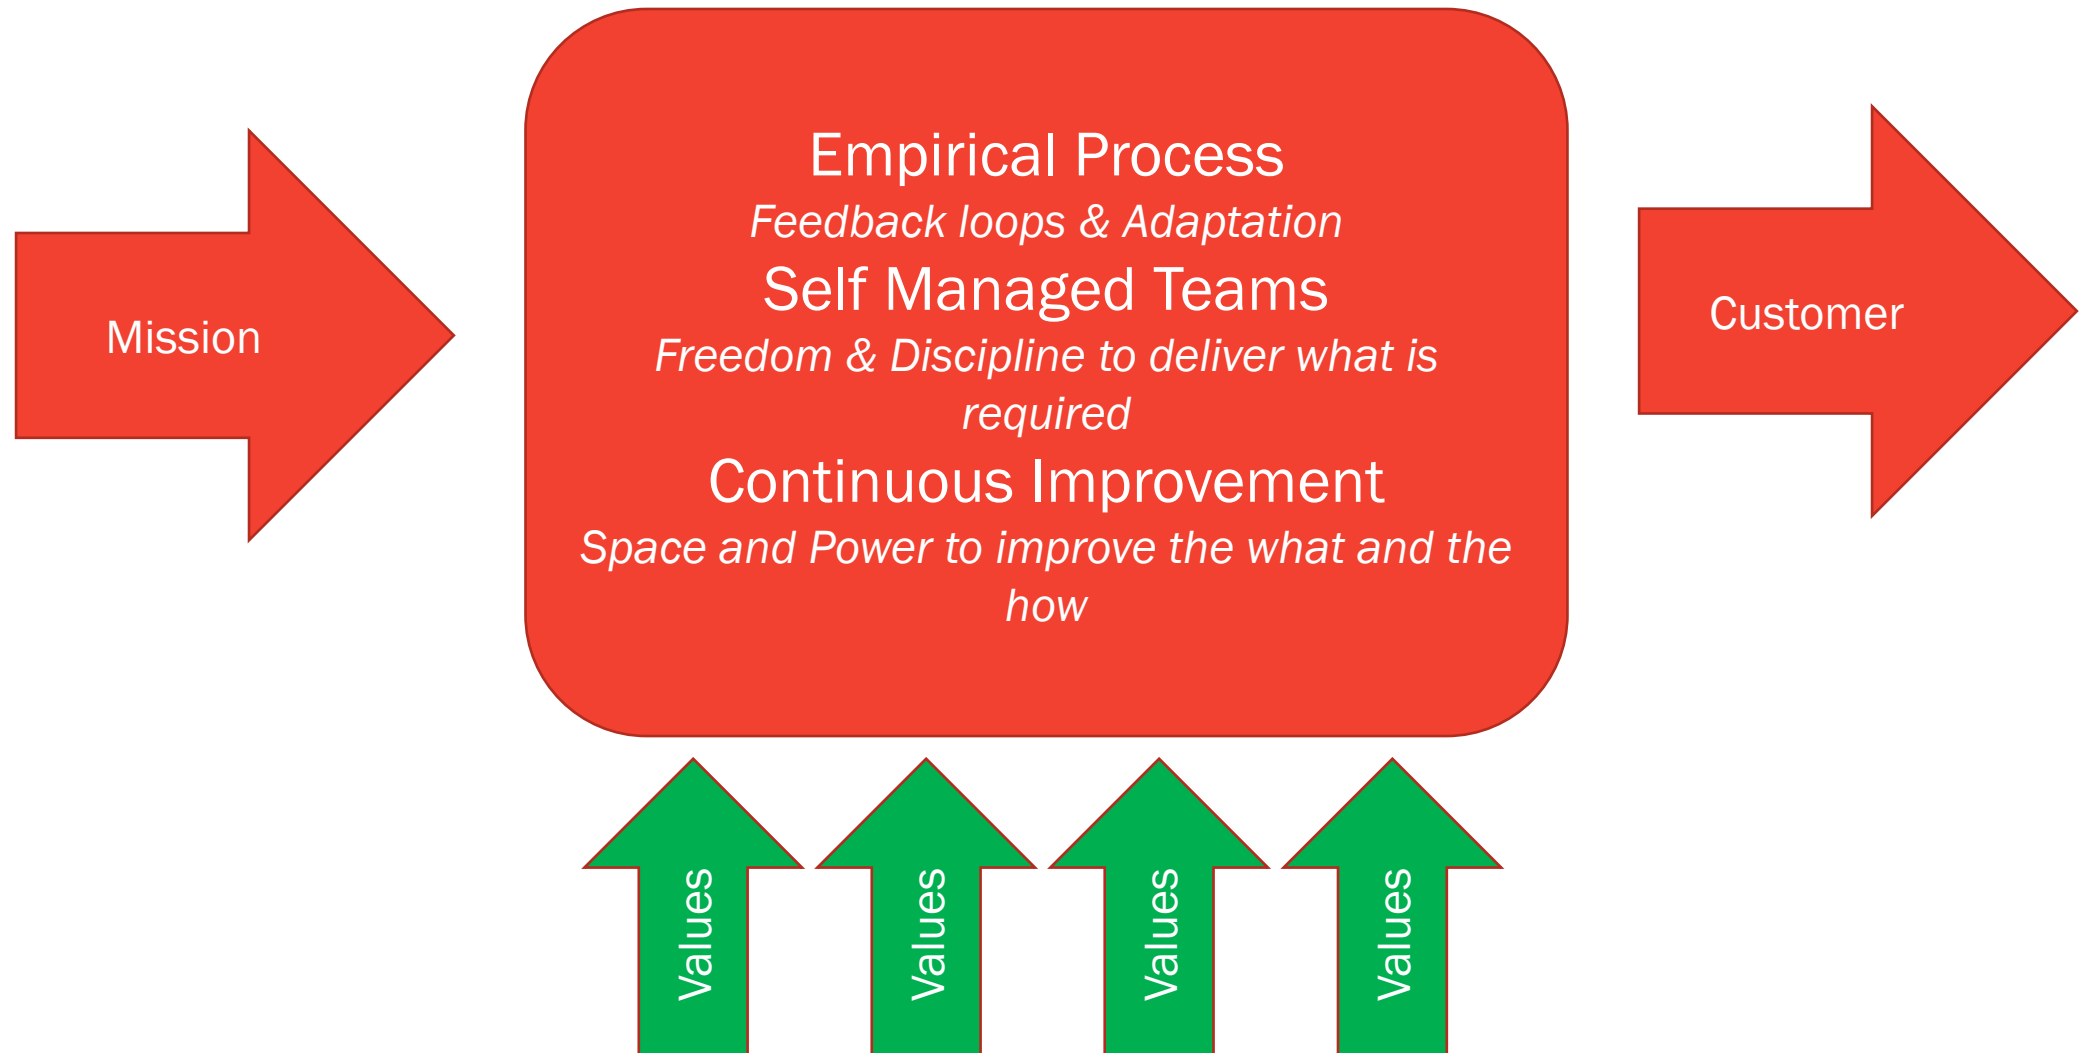 Mission
Empirical Process
Feedback loops & Adaptation
Self Managed Teams
Freedom & Discipline to deliver what is
required
Continuous Improvement
Space and Power to improve the what and the
how
Customer
Values
Values
Values
Values